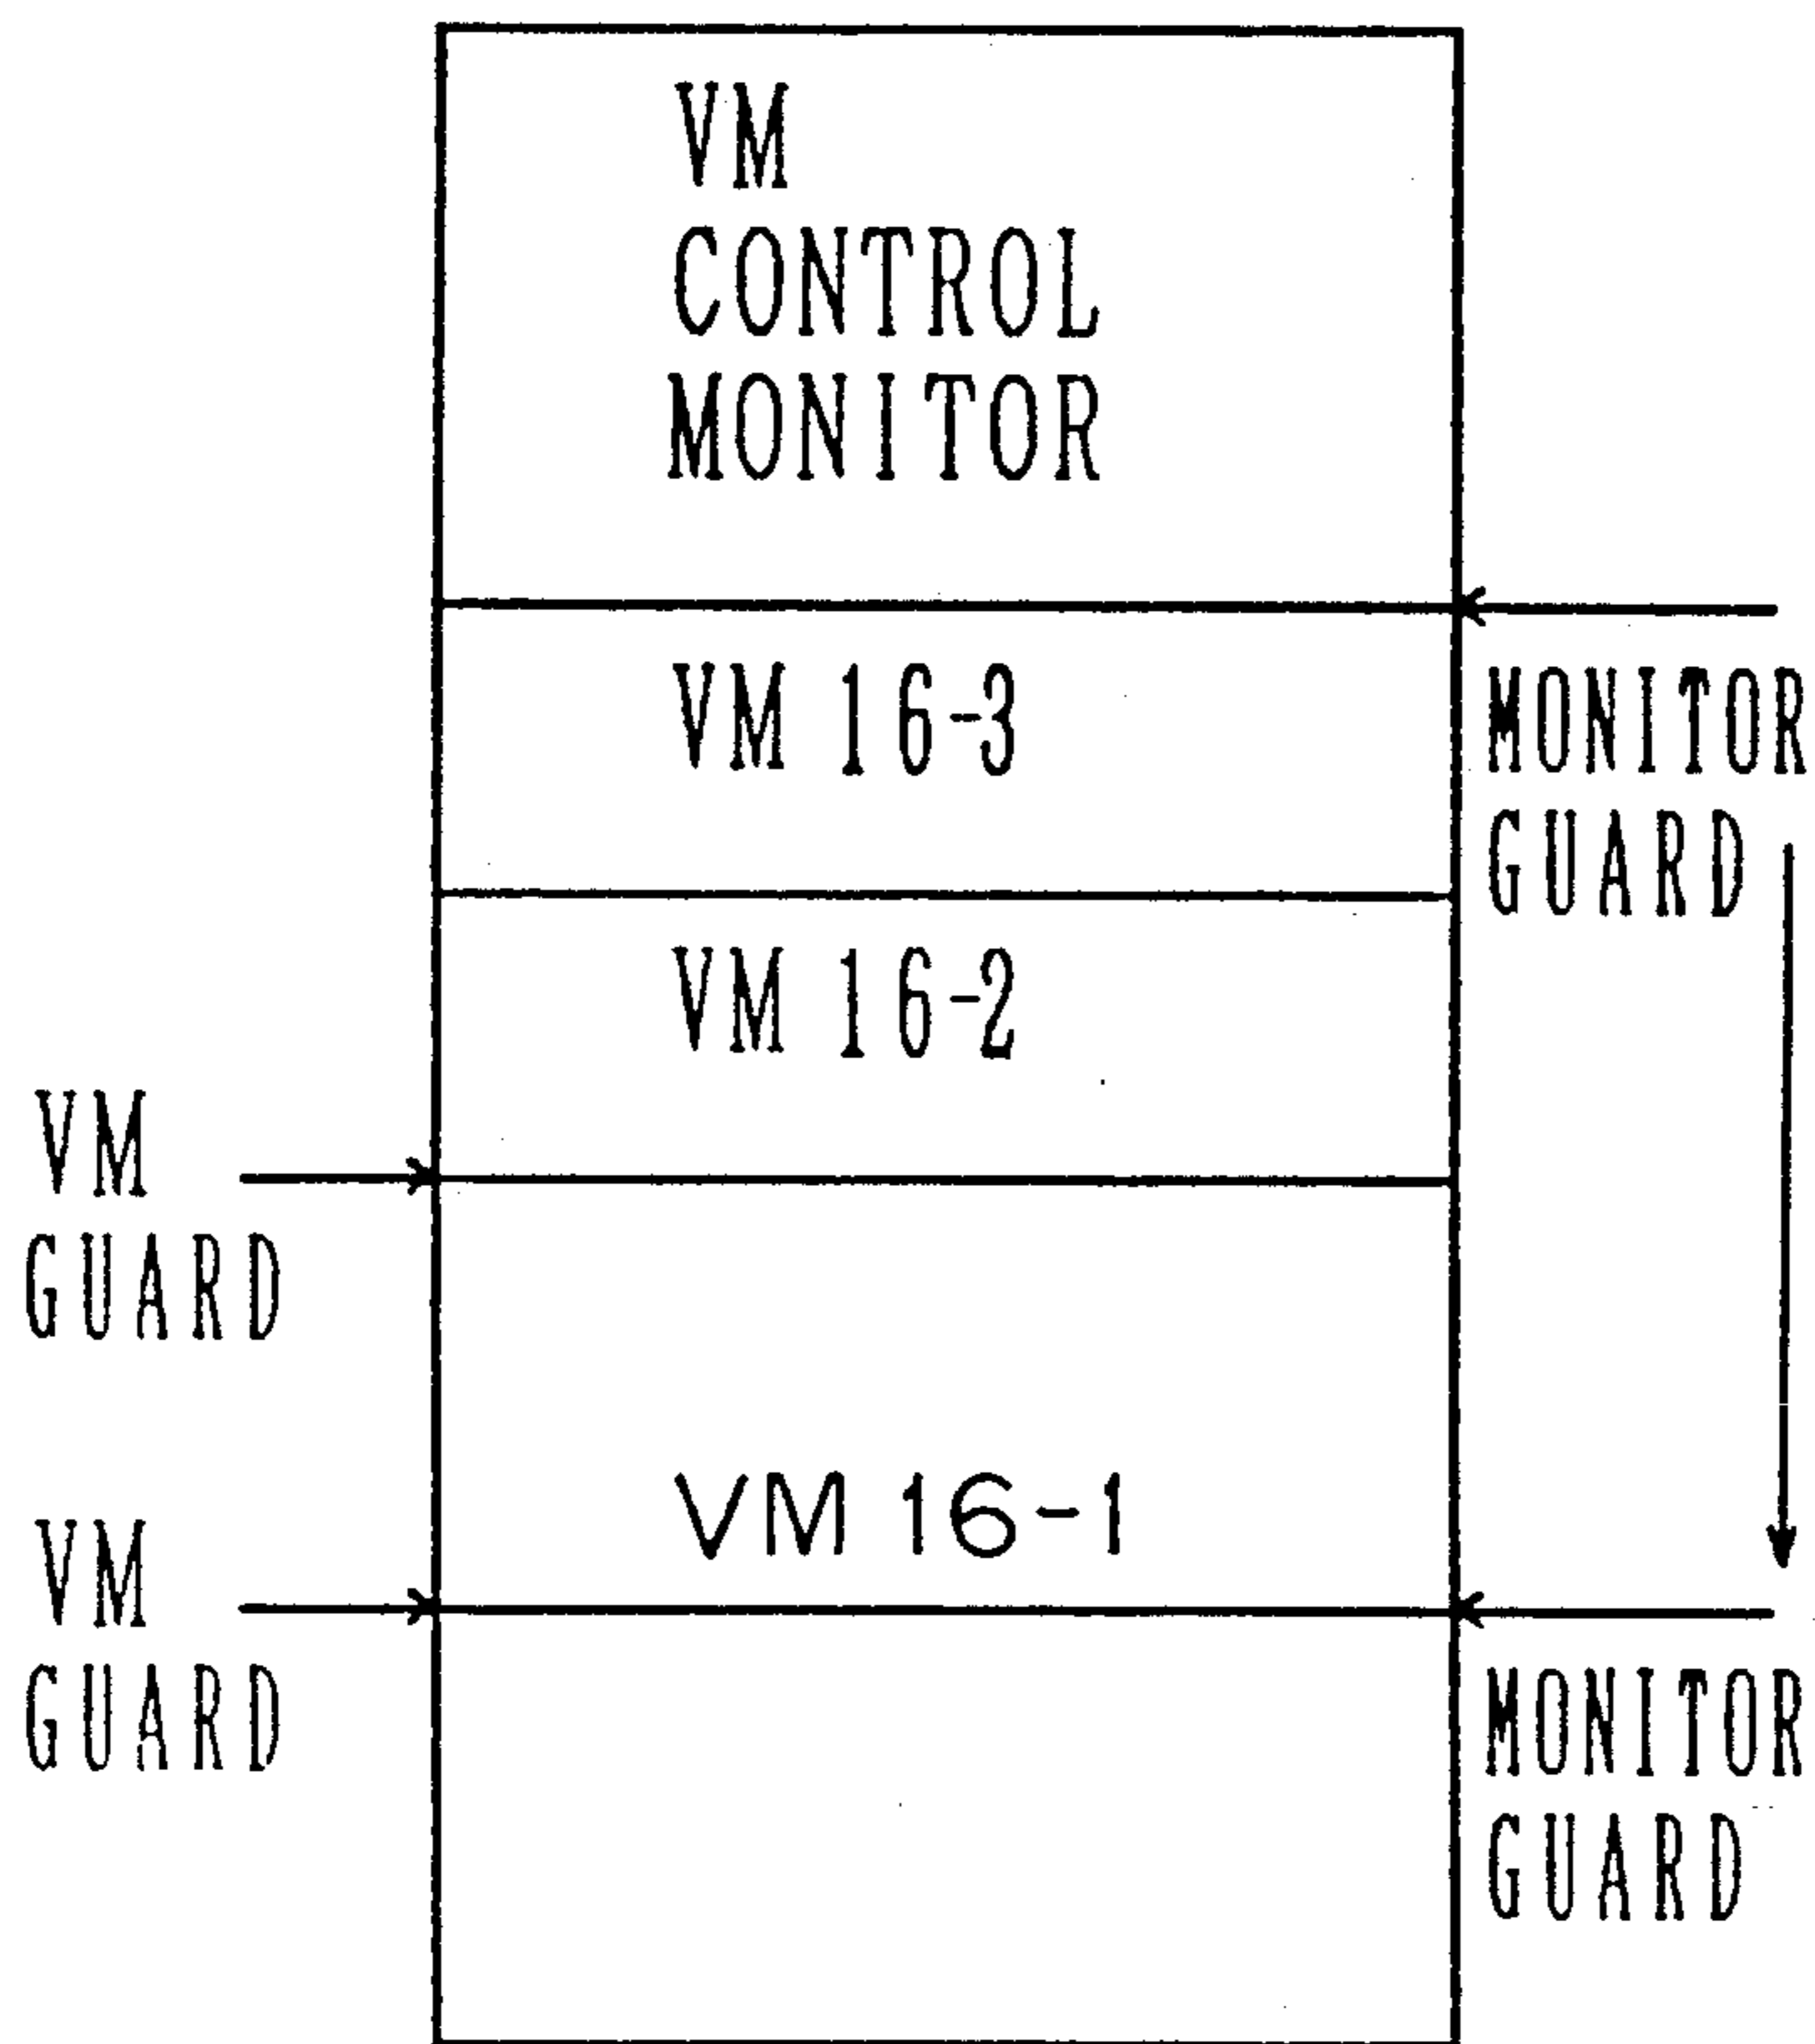 VM
CONTROL
MONITOR
VM 16-3
MONITOR
GUARD
VM 16-2
VM
GUARD
VM 16-1
VM
GUARD
MONITOR
GUARD